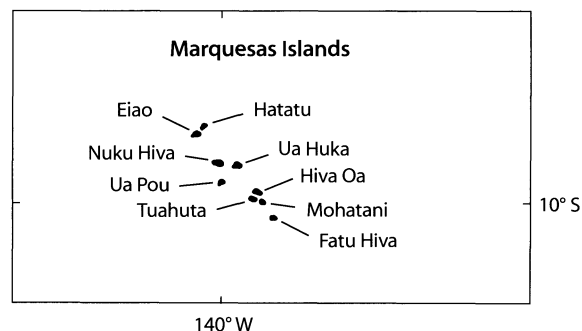 Marquesas Islands
Eiao
Hatatu
Nuku Hiva
Ua Huka
Hiva Oa
Ua Pou
Tuahuta
Mohatani
10° S
Fatu Hiva
140° W